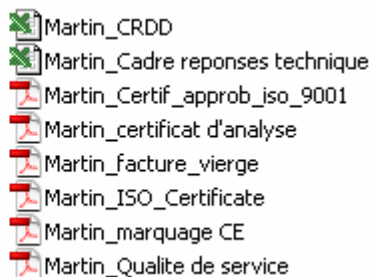 Martin_CRDD
Martin_Cadre reponses technique
Martin_Certif_approb_iso_9001
Martin_certificat d'analyse
Martin_facture_vierge
Martin_ISO_Certificate
Martin_marquage CE
Martin_Qualite de service